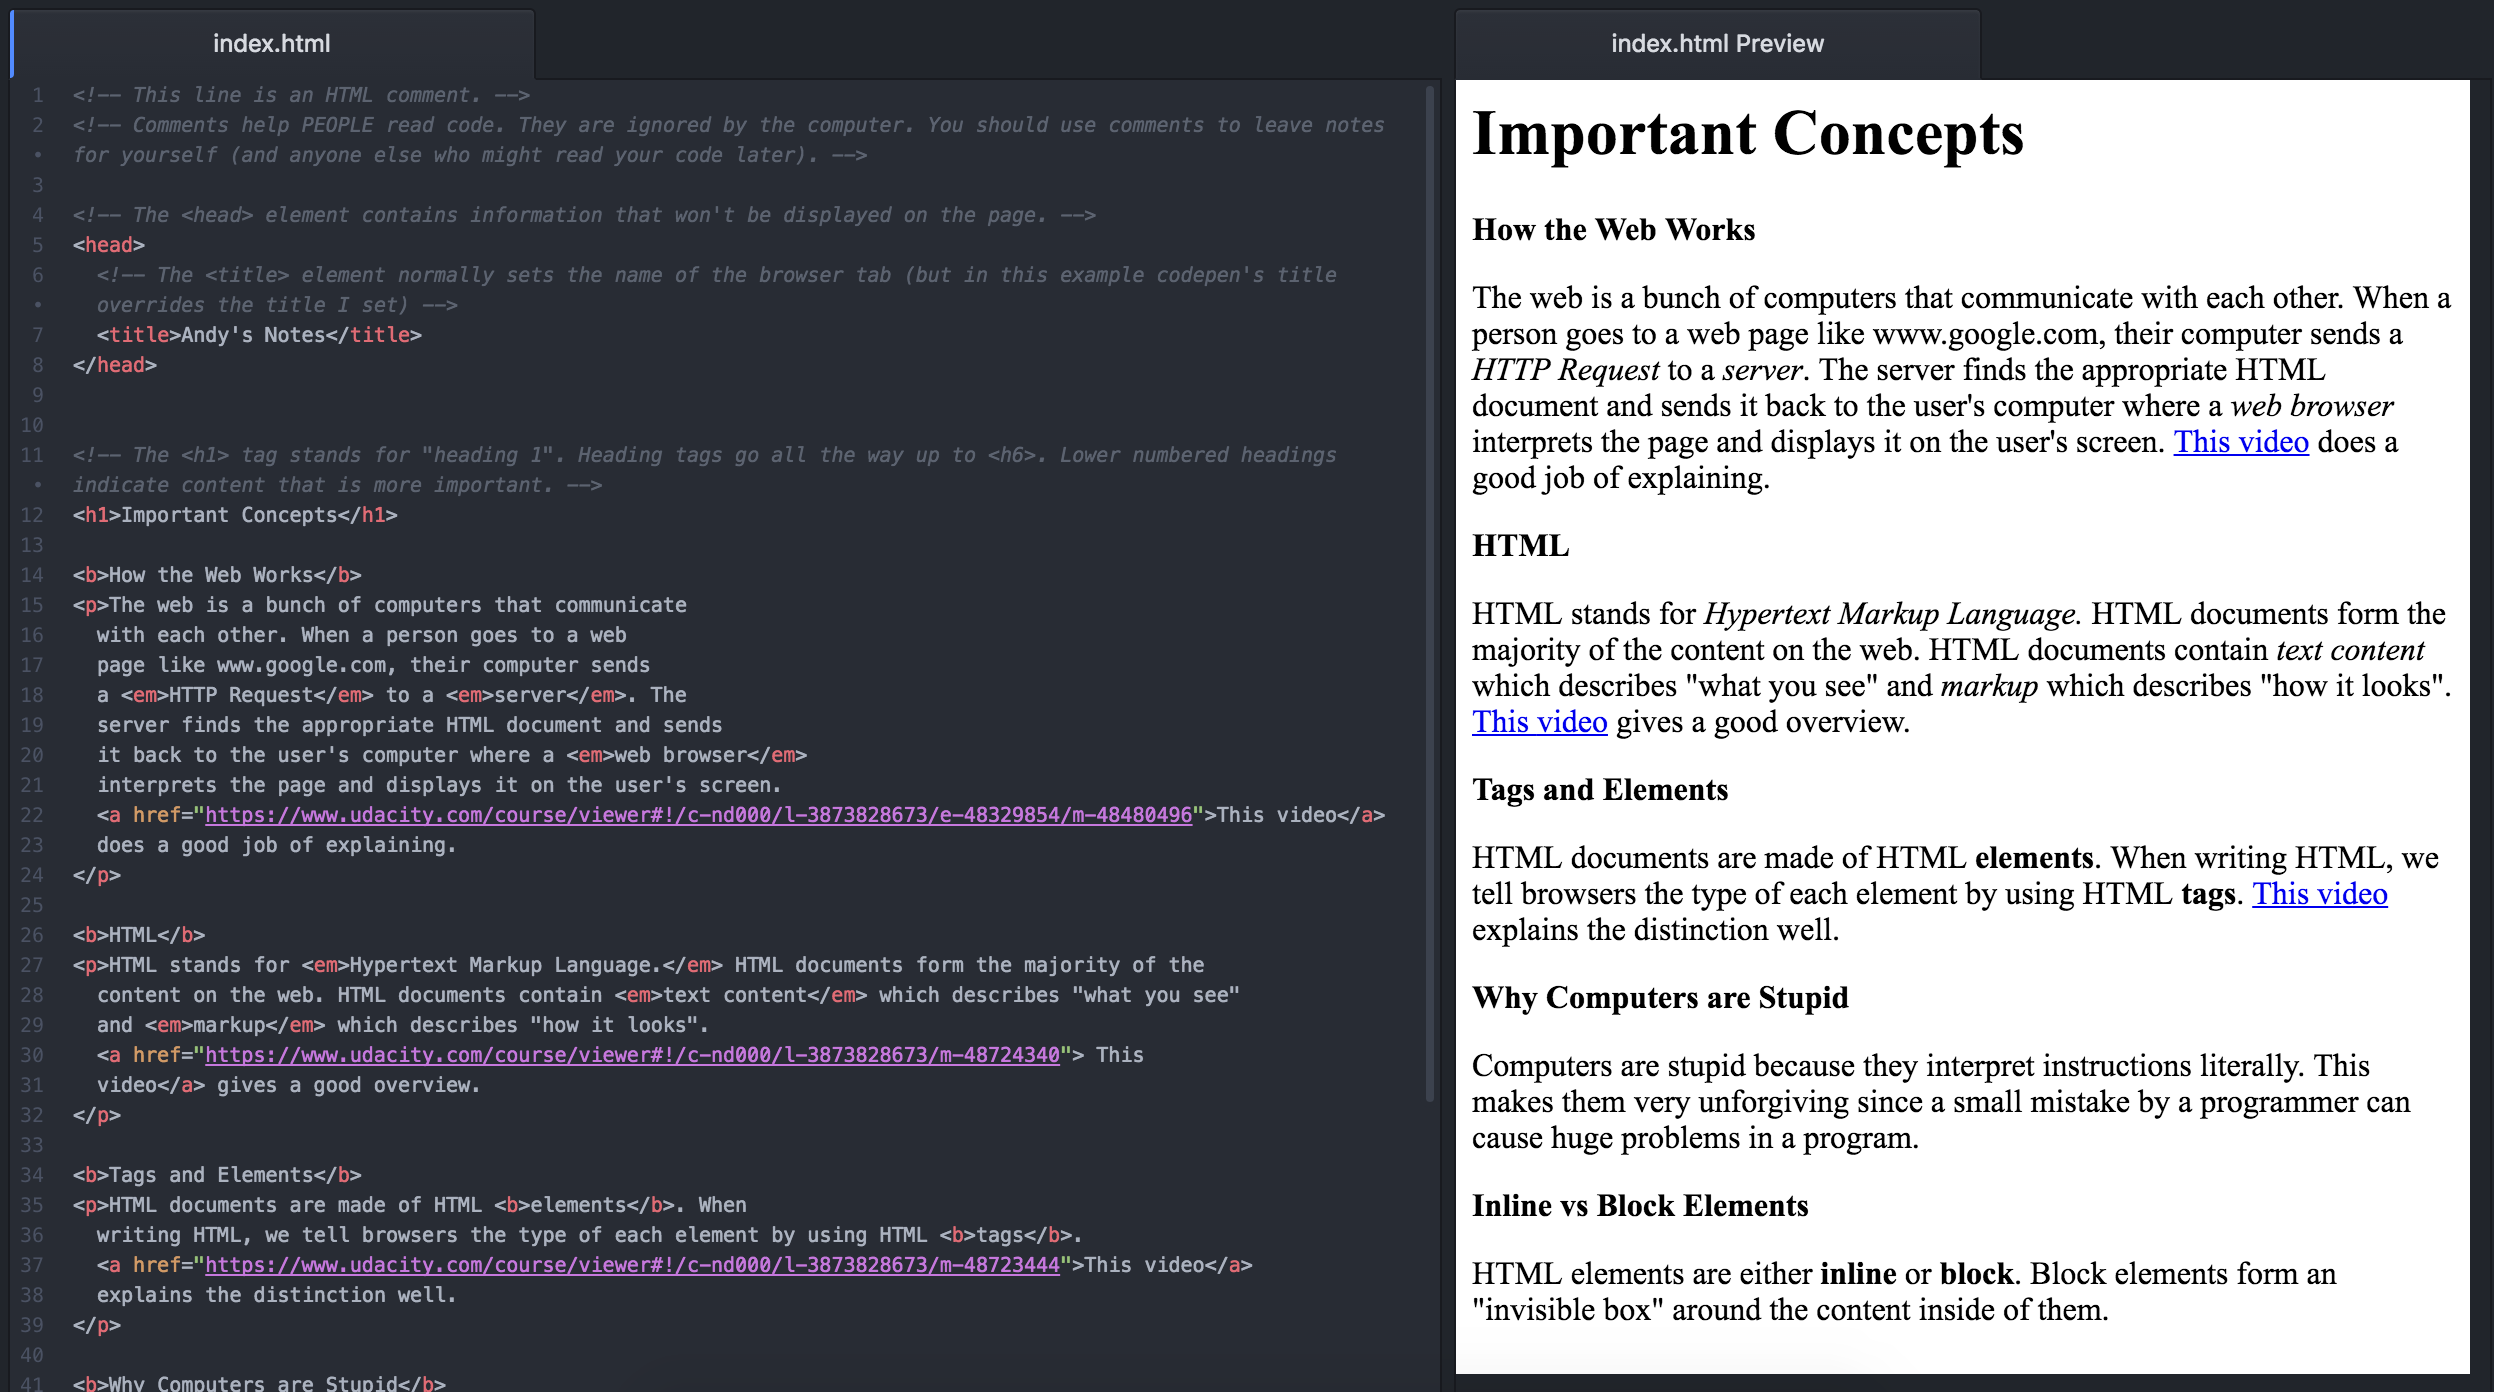 index.html
1 <!-- This line is an HTML comment. -->
2 <!-- Comments help PEOPLE read code. They are ignored by the computer. You should use comments to leave notes
• for yourself (and anyone else who might read your code later). -->
3
4 <!-- The <head> element contains information that won't be displayed on the page. -->
5 <head>
6 <!-- The <title> element normally sets the name of the browser tab (but in this example codepen's title
• overrides the title I set) -->
7 <title>Andy's Notes</title>
8 </head>
9
10
11 <!-- The <h1> tag stands for "heading 1". Heading tags go all the way up to <h6>. Lower numbered headings
• indicate content that is more important. -->
12 <h1>Important Concepts</h1>
13
14 <b>How the Web Works</b>
15 <p>The web is a bunch of computers that communicate
16 with each other. When a person goes to a web
17 page like www.google.com, their computer sends
18 a <em>HTTP Request</em> to a <em>server</em>. The
19 server finds the appropriate HTML document and sends
20 it back to the user's computer where a <em>web browser</em>
21 interprets the page and displays it on the user's screen.
22 <a href="https://www.udacity.com/course/viewer#!/c-nd000/l-3873828673/e-48329854/m-48480496">This video</a>
23 does a good job of explaining.
24 </p>
25
26 <b>HTML</b>
27 <p>HTML stands for <em>Hypertext Markup Language.</em> HTML documents form the majority of the
28 content on the web. HTML documents contain <em>text content</em> which describes "what you see"
29 and <em>markup</em> which describes "how it looks".
30 <a href="https://www.udacity.com/course/viewer#!/c-nd000/l-3873828673/m-48724340"> This
31 video</a> gives a good overview.
32 </p>
33
34 <b>Tags and Elements</b>
35 <p>HTML documents are made of HTML <b>elements</b>. When
36 writing HTML, we tell browsers the type of each element by using HTML <b>tags</b>.
37 <a href="https://www.udacity.com/course/viewer#!/c-nd000/l-3873828673/m-48723444">This video</a>
38 explains the distinction well.
39 </p>
40
41 <b>Why Computers are Stupid</b>
index.html Preview
Important Concepts
How the Web Works
The web is a bunch of computers that communicate with each other. When a
person goes to a web page like www.google.com, their computer sends a
HTTP Request to a server. The server finds the appropriate HTML
document and sends it back to the user's computer where a web browser
interprets the page and displays it on the user's screen. This video does a
good job of explaining.
HTML
HTML stands for Hypertext Markup Language. HTML documents form the
majority of the content on the web. HTML documents contain text content
which describes "what you see" and markup which describes "how it looks".
This video gives a good overview.
Tags and Elements
HTML documents are made of HTML elements. When writing HTML, we
tell browsers the type of each element by using HTML tags. This video
explains the distinction well.
Why Computers are Stupid
Computers are stupid because they interpret instructions literally. This
makes them very unforgiving since a small mistake by a programmer can
cause huge problems in a program.
Inline vs Block Elements
HTML elements are either inline or block. Block elements form an
"invisible box" around the content inside of them.